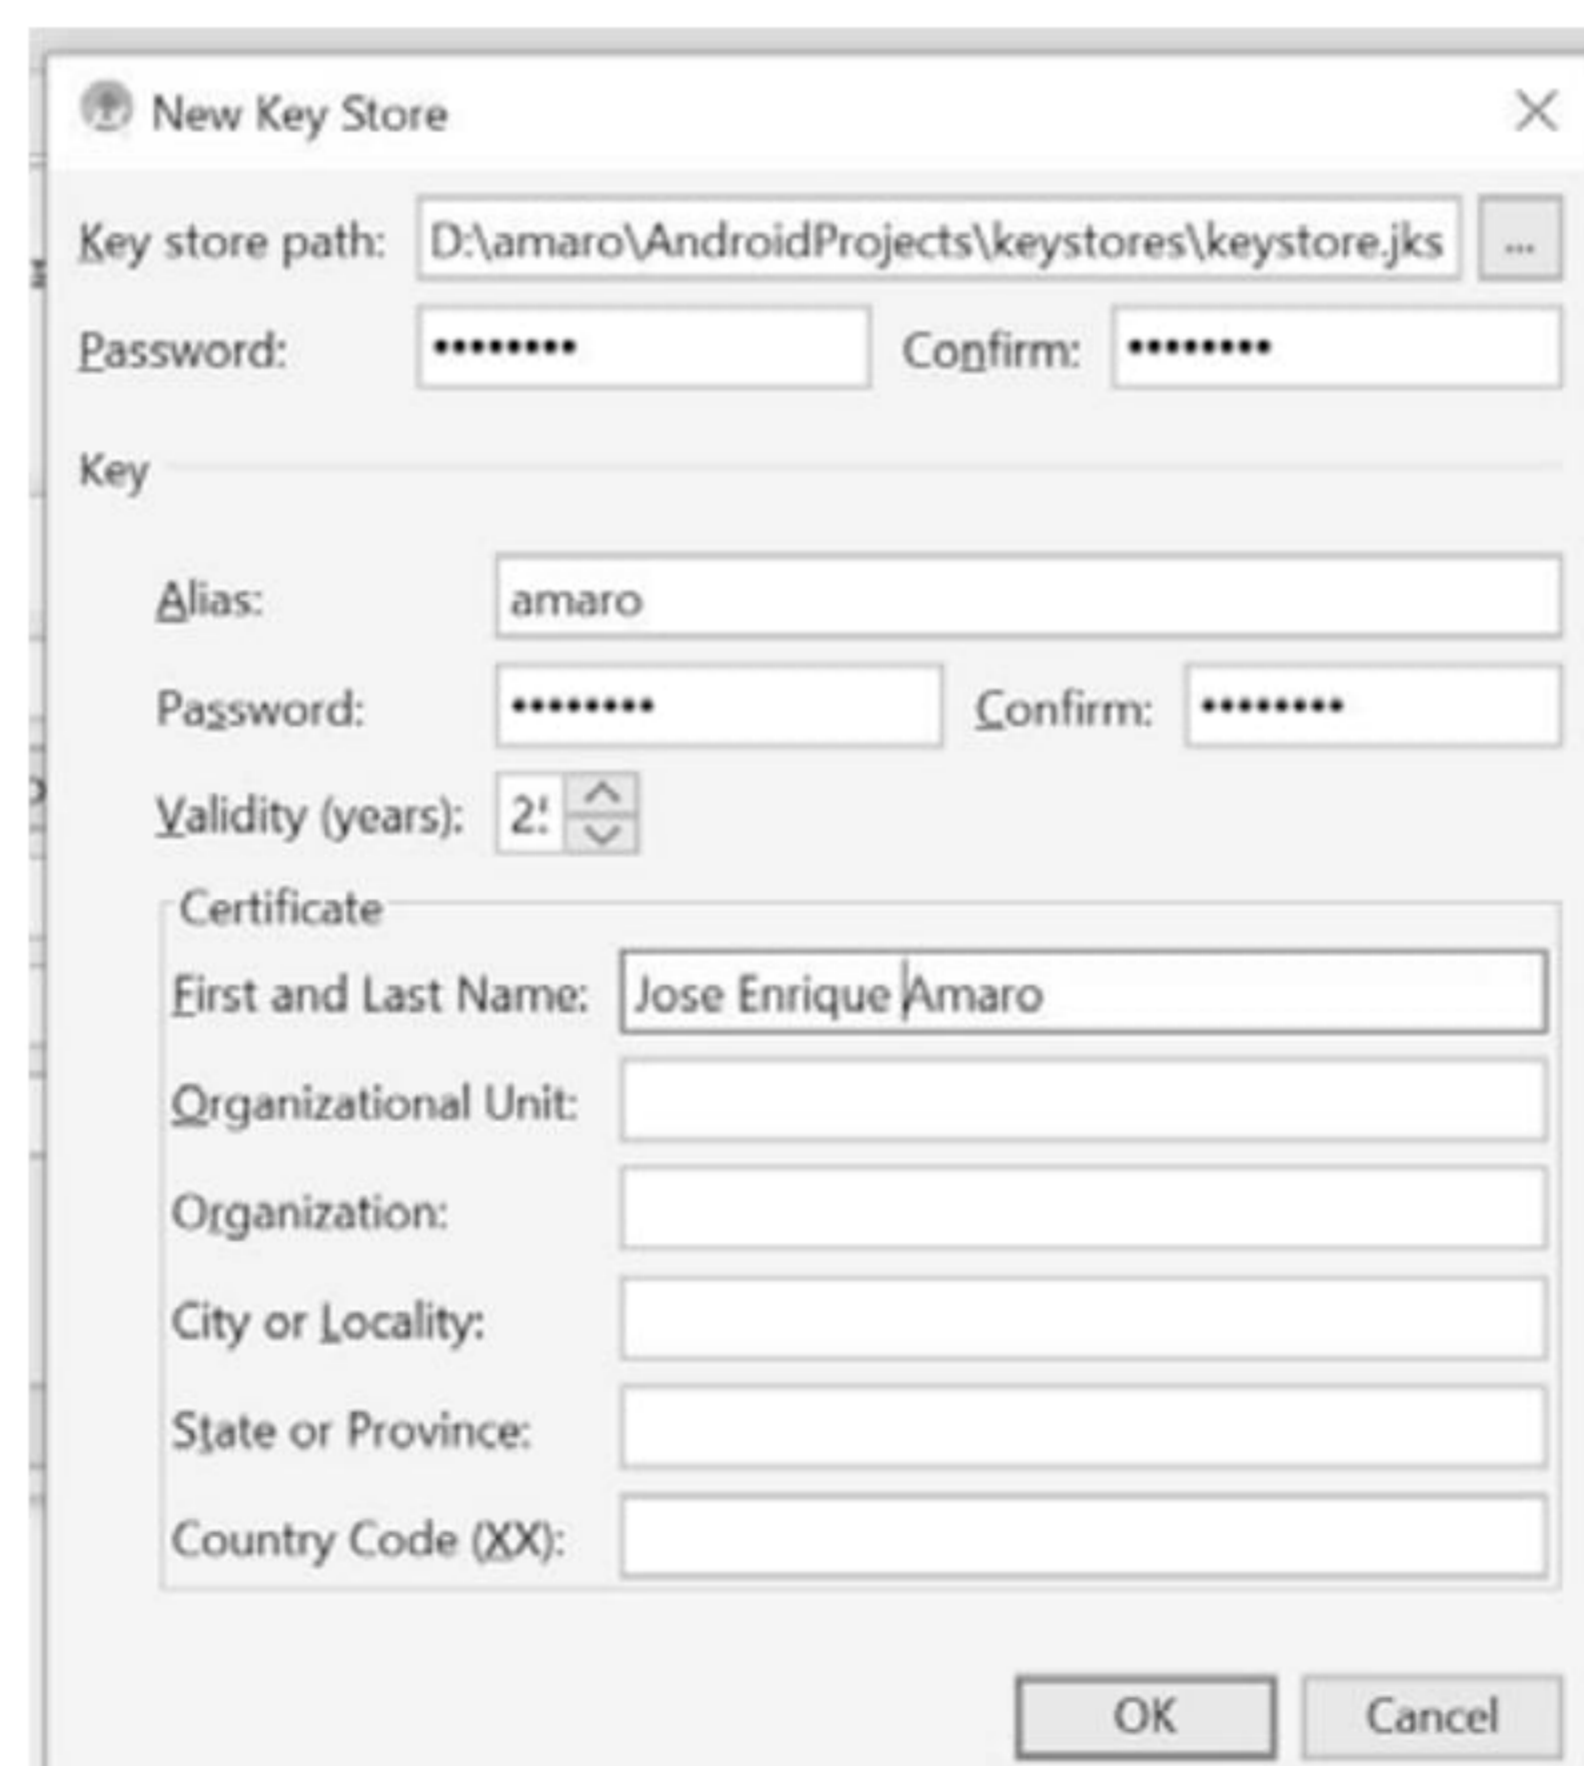 New Key Store
Key store path: D:\amaro\AndroidProjects\keystores\keystore.jks ...
Password: •••••••• Confirm: ••••••••
Key
Alias: amaro
Password: •••••••• Confirm: ••••••••
Validity (years):
Certificate
First and Last Name: Jose Enrique Amaro
Organizational Unit:
Organization:
City or Locality:
State or Province:
Country Code (XX):
OK Cancel